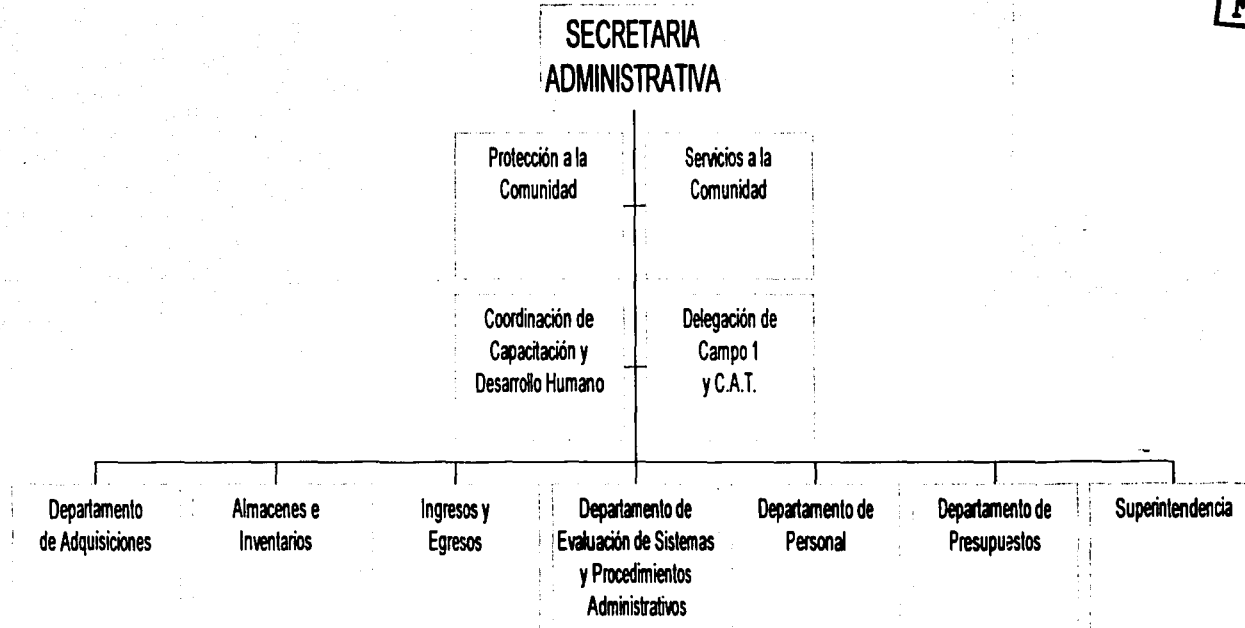 SECRETARIA
ADMINISTRATIVA
Protección a la
Comunidad
Servicios a la
Comunidad
Coordinación de
Capacitación y
Desarrollo Humano
Delegación de
Campo 1
y C.A.T.
Departamento
de Adquisiciones
Almacenes e
Inventarios
Ingresos y
Egresos
Departamento de
Evaluación de Sistemas
y Procedimientos
Administrativos
Departamento de
Personal
Departamento de
Presupuestos
Superintendencia